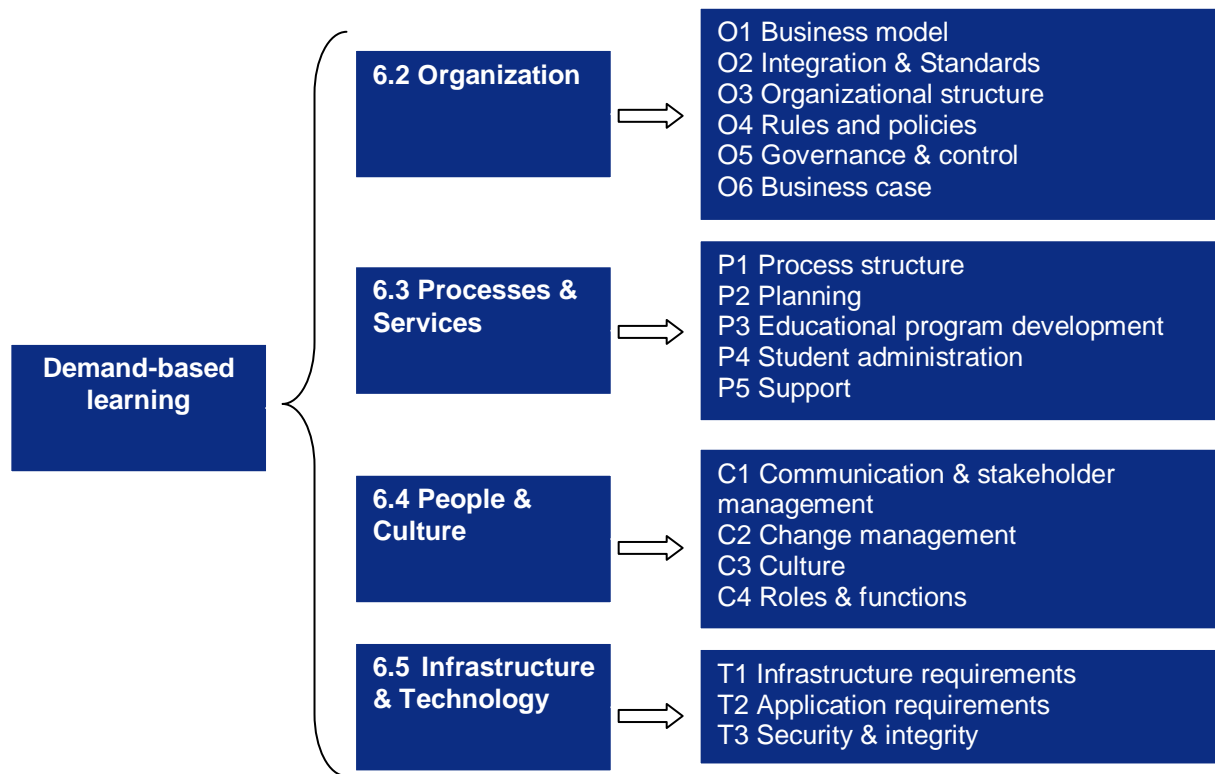 Demand-based
learning
6.2 Organization
O1 Business model
O2 Integration & Standards
O3 Organizational structure
O4 Rules and policies
O5 Governance & control
O6 Business case
6.3 Processes &
Services
P1 Process structure
P2 Planning
P3 Educational program development
P4 Student administration
P5 Support
6.4 People &
Culture
C1 Communication & stakeholder
management
C2 Change management
C3 Culture
C4 Roles & functions
6.5 Infrastructure
& Technology
T1 Infrastructure requirements
T2 Application requirements
T3 Security & integrity